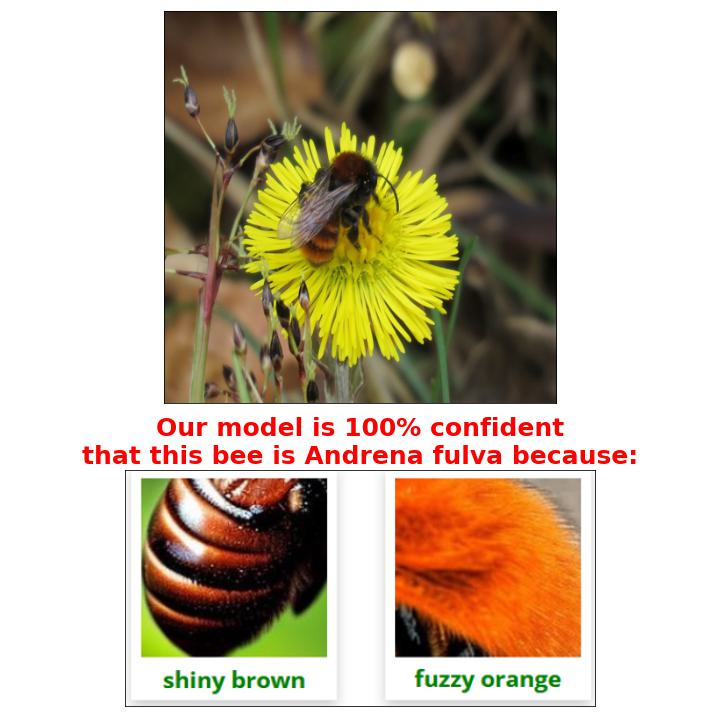 Our model is 100% confident
that this bee is Andrena fulva because:
shiny brown
fuzzy orange